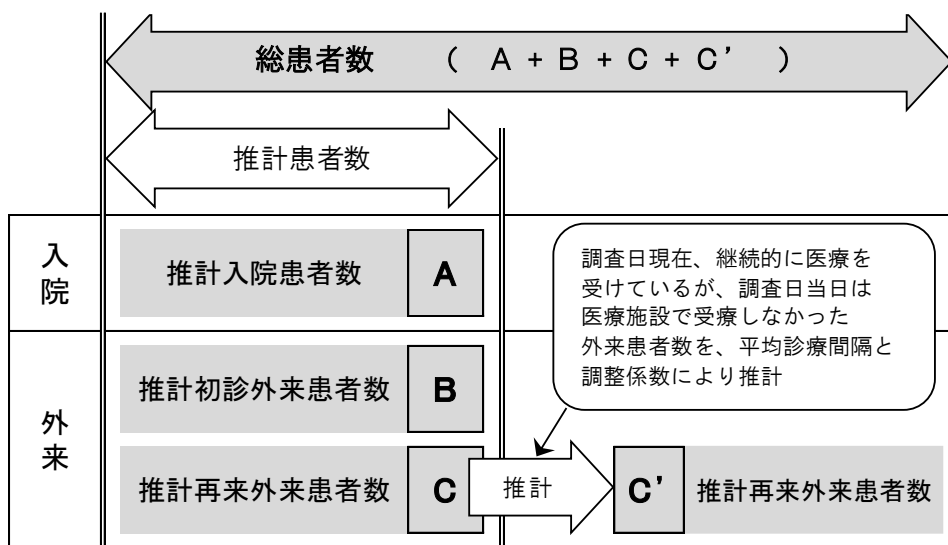 総患者数 （ A + B + C + C' ）
推計患者数
入院
推計入院患者数 A
調査日現在、継続的に医療を
受けているが、調査日当日は
医療施設で受療しなかった
外来患者数を、平均診療間隔と
調整係数により推計
外来
推計初診外来患者数 B
推計再来外来患者数 C 推計 C' 推計再来外来患者数